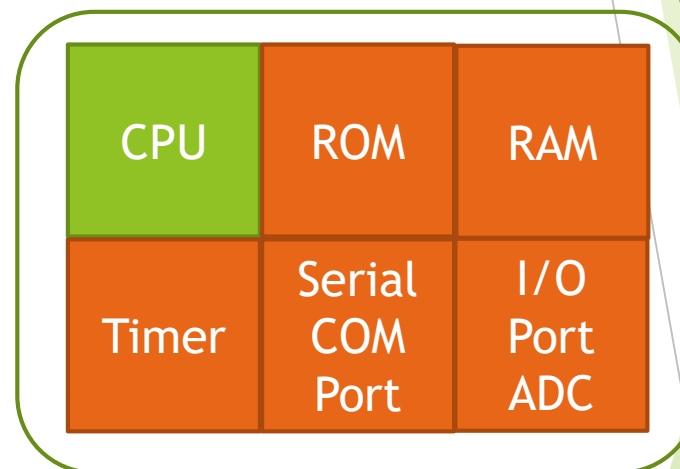 CPU
ROM
RAM
Timer
Serial
COM
Port
I/O
Port
ADC